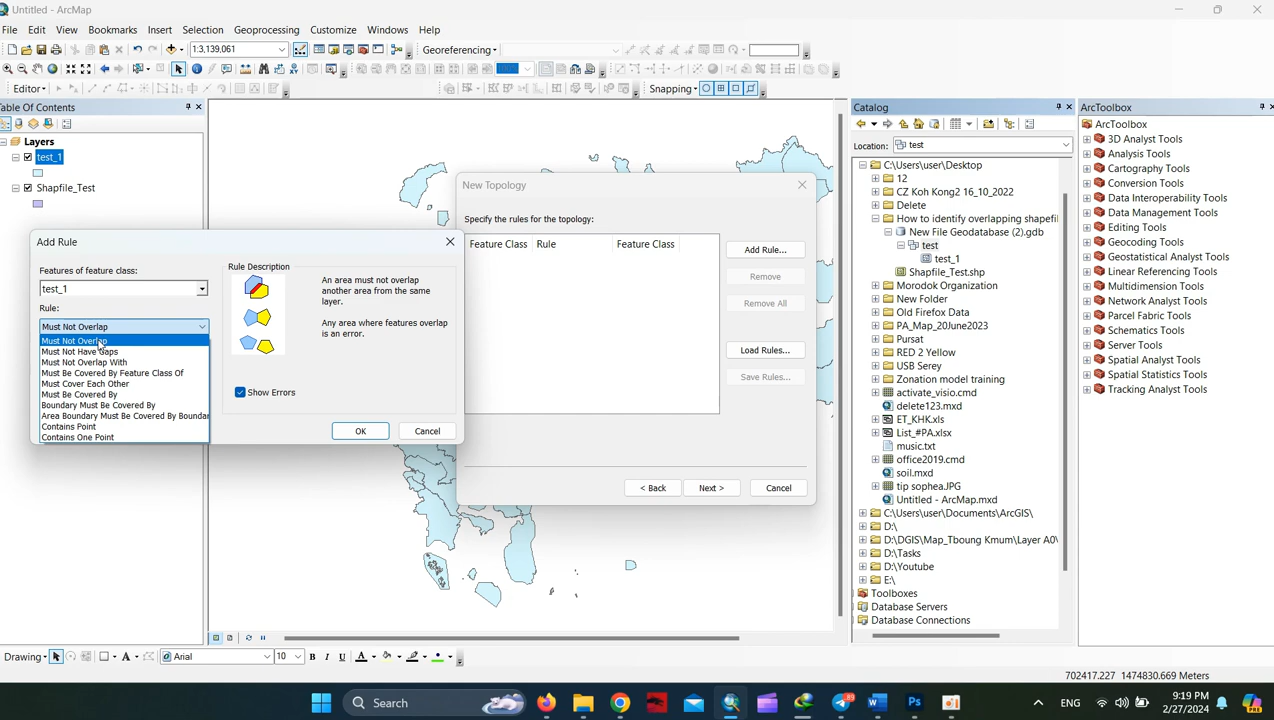 Untitled - ArcMap
File Edit View Bookmarks Insert Selection Geoprocessing Customize Windows Help
1:3,139,061 Georeferencing
Editor Snapping
Table Of Contents
Layers
test_1
Shapfile_Test
Add Rule
Features of feature class:
test_1
Rule:
Must Not Overlap
Must Not Overlap
Must Not Have Gaps
Must Not Overlap With
Must Be Covered By Feature Class Of
Must Cover Each Other
Must Be Covered By
Boundary Must Be Covered By
Area Boundary Must Be Covered By Boundar
Contains Point
Contains One Point
Rule Description
An area must not overlap
another area from the same
layer.
Any area where features overlap
is an error.
Show Errors
OK Cancel
New Topology
Specify the rules for the topology:
Feature Class Rule Feature Class
Add Rule...
Remove
Remove All
Load Rules...
Save Rules...
< Back Next > Cancel
Catalog
Location: test
C:\Users\user\Desktop
12
CZ Koh Kong2 16_10_2022
Delete
How to identify overlapping shapefi
New File Geodatabase (2).gdb
test
test_1
Shapfile_Test.shp
Morodok Organization
New Folder
Old Firefox Data
PA_Map_20June2023
Pursat
RED 2 Yellow
USB Serey
Zonation model training
activate_visio.cmd
delete123.mxd
ET_KHK.xls
List_#PA.xlsx
music.txt
office2019.cmd
soil.mxd
tip sophea.JPG
Untitled - ArcMap.mxd
C:\Users\user\Documents\ArcGIS\
D:\
D:\DGIS\Map_Tboung Kmum\Layer A0\
D:\Tasks
D:\Youtube
E:\
Toolboxes
Database Servers
Database Connections
ArcToolbox
ArcToolbox
3D Analyst Tools
Analysis Tools
Cartography Tools
Conversion Tools
Data Interoperability Tools
Data Management Tools
Editing Tools
Geocoding Tools
Geostatistical Analyst Tools
Linear Referencing Tools
Multidimension Tools
Network Analyst Tools
Parcel Fabric Tools
Schematics Tools
Server Tools
Spatial Analyst Tools
Spatial Statistics Tools
Tracking Analyst Tools
Drawing A Arial 10 B I U A
702417.227 1474830.669 Meters
Search
89
ENG
9:19 PM
2/27/2024